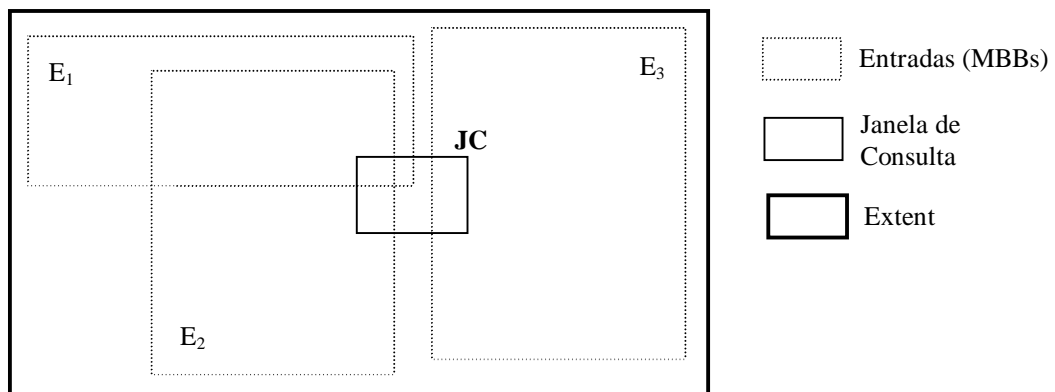 E₁
E₂
E₃
JC
Entradas (MBBs)
Janela de
Consulta
Extent